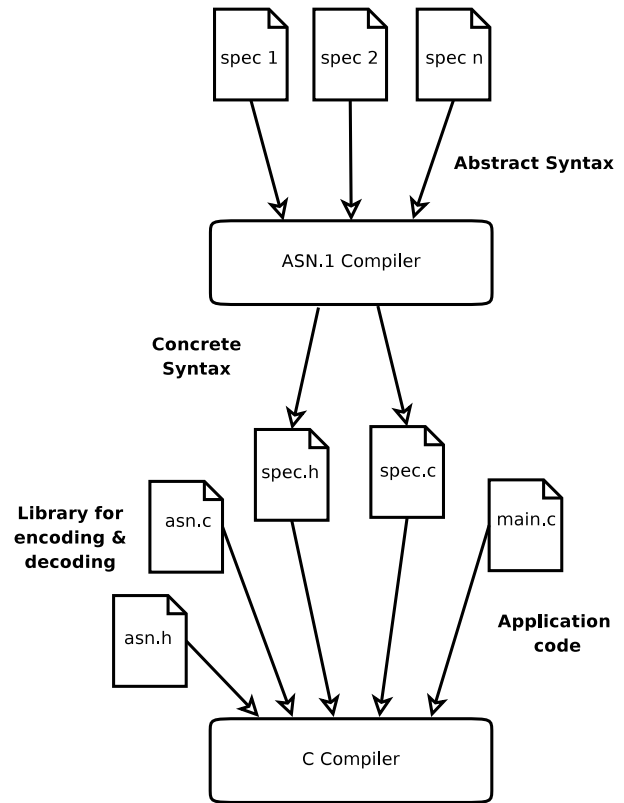 spec 1
spec 2
spec n
Abstract Syntax
ASN.1 Compiler
Concrete
Syntax
spec.h
spec.c
Library for
encoding &
decoding
asn.c
main.c
asn.h
Application
code
C Compiler